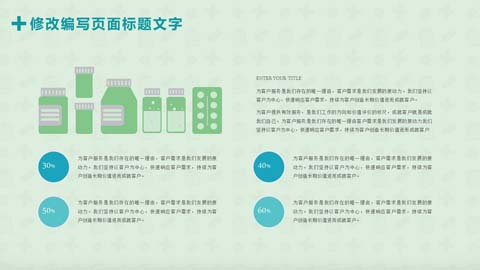 修改编写页面标题文字
ENTER YOUR TITLE
为客户服务是我们存在的唯一理由，客户需求是我们发展的原动力。我们坚持以
客户为中心，快速响应客户需求，持续为客户创造长期价值进而成就客户。
为客户提供有效服务，是我们工作的方向和价值评价的标尺，成就客户就是成就
我们自己。为客户服务是我们存在的唯一理由客户需求是我们发展的原动力我们
坚持以客户为中心，快速响应客户需求，持续为客户创造长期价值进而成就客户
30%
为客户服务是我们存在的唯一理由，客户需求是我们发展的原
动力。我们坚持以客户为中心，快速响应客户需求，持续为客
户创造长期价值进而成就客户。
40%
为客户服务是我们存在的唯一理由，客户需求是我们发展的原
动力。我们坚持以客户为中心，快速响应客户需求，持续为客
户创造长期价值进而成就客户。
50%
为客户服务是我们存在的唯一理由，客户需求是我们发展的原
动力。我们坚持以客户为中心，快速响应客户需求，持续为客
户创造长期价值进而成就客户。
60%
为客户服务是我们存在的唯一理由，客户需求是我们发展的原
动力。我们坚持以客户为中心，快速响应客户需求，持续为客
户创造长期价值进而成就客户。